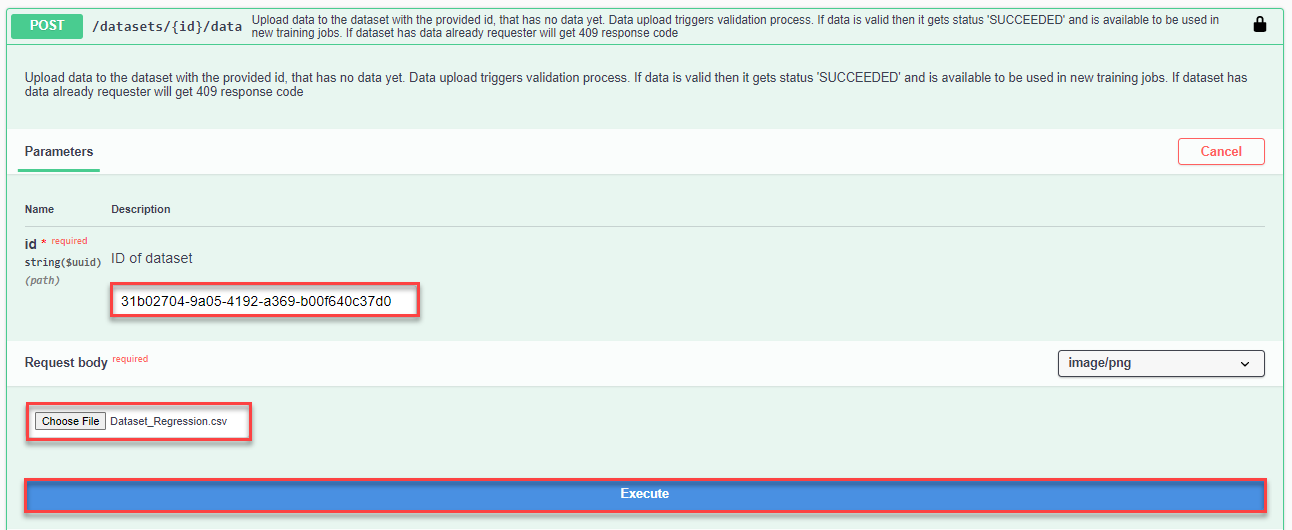 POST /datasets/{id}/data Upload data to the dataset with the provided id, that has no data yet. Data upload triggers validation process. If data is valid then it gets status 'SUCCEEDED' and is available to be used in
new training jobs. If dataset has data already requester will get 409 response code
Upload data to the dataset with the provided id, that has no data yet. Data upload triggers validation process. If data is valid then it gets status 'SUCCEEDED' and is available to be used in new training jobs. If dataset has
data already requester will get 409 response code
Parameters Cancel
Name Description
id * required
string($uuid) ID of dataset
(path)
31b02704-9a05-4192-a369-b00f640c37d0
Request body required image/png
Choose File Dataset_Regression.csv
Execute